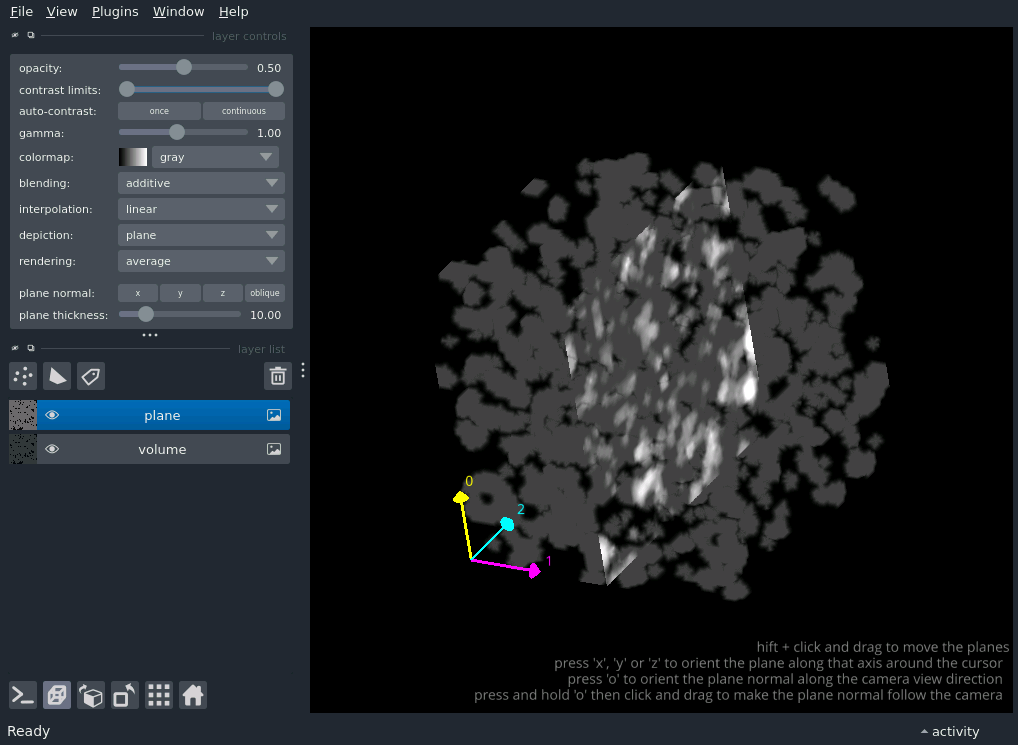 File View Plugins Window Help
layer controls
opacity: 0.50
contrast limits:
auto-contrast: once continuous
gamma: 1.00
colormap: gray
blending: additive
interpolation: linear
depiction: plane
rendering: average
plane normal: x y z oblique
plane thickness: 10.00
layer list
plane
volume
0
2
1
hift + click and drag to move the planes
press 'x', 'y' or 'z' to orient the plane along that axis around the cursor
press 'o' to orient the plane normal along the camera view direction
press and hold 'o' then click and drag to make the plane normal follow the camera
Ready activity